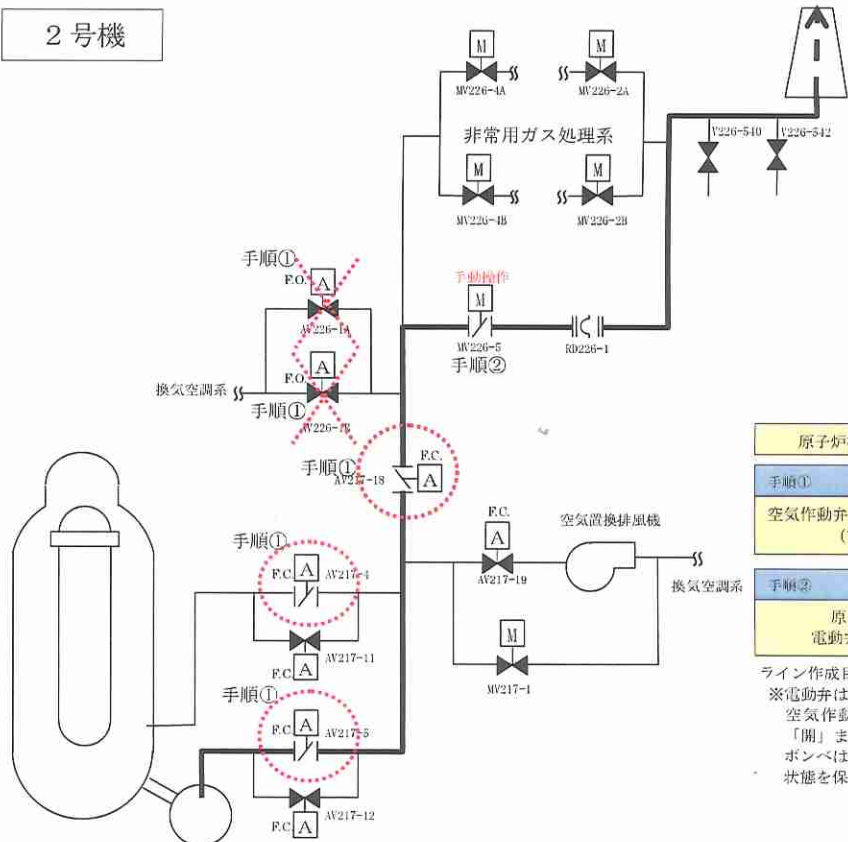 2号機
M
M
MV226-4A
MV226-2A
非常用ガス処理系
V226-540
V226-542
M
M
MV226-4B
MV226-2B
手順①
F.O. A
手動操作
M
AV226-1A
MV226-5
RD226-1
手順②
F.O. A
換気空調系
手順①
AV226-1B
手順①
F.C.
AV217-18
A
原子炉
手順①
空気作動弁
手順①
F.C. A AV217-4
F.C.
A
空気置換排風機
AV217-19
換気空調系
手順②
原
電動弁
AV217-11
F.C. A
M
MV217-1
手順①
F.C. A AV217-5
ライン作成
※電動弁は
空気作動
「開」ま
ボンベは
状態を保
AV217-12
F.C. A